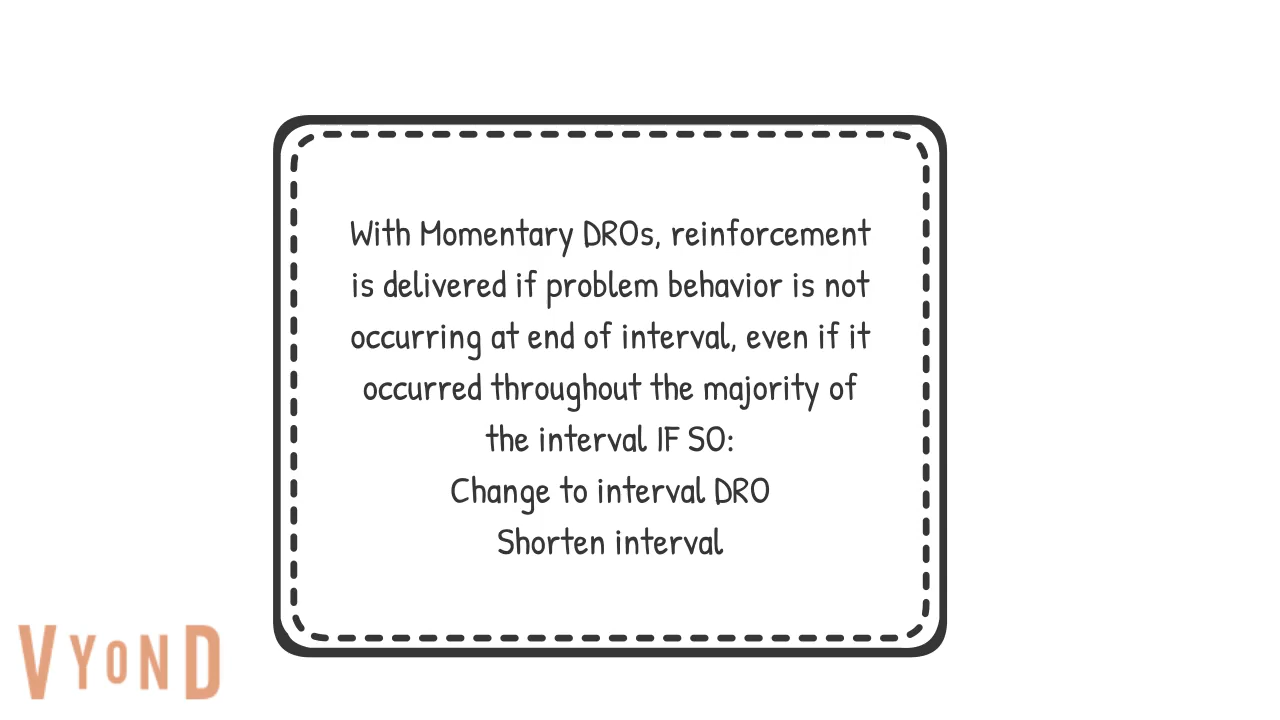 With Momentary DROs, reinforcement
is delivered if problem behavior is not
occurring at end of interval, even if it
occurred throughout the majority of
the interval IF SO:
Change to interval DRO
Shorten interval
VYOND